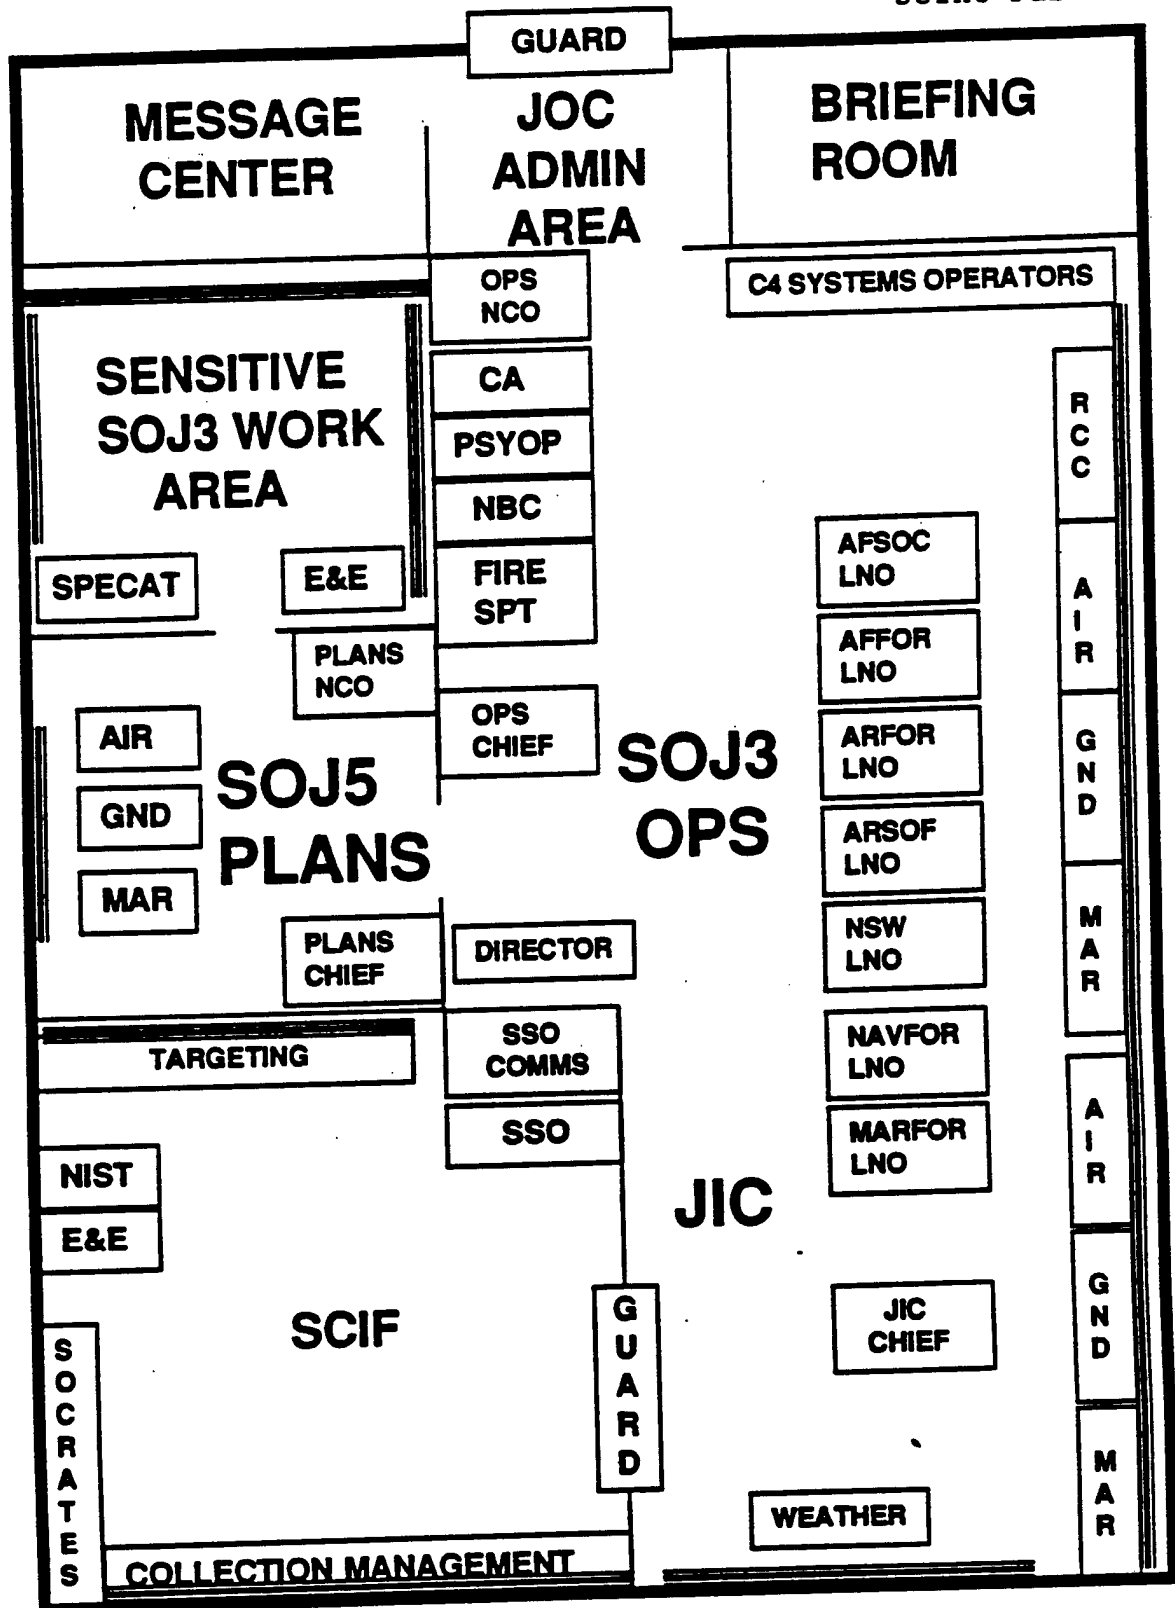 GUARD
MESSAGE
CENTER
JOC
ADMIN
AREA
BRIEFING
ROOM
OPS
NCO
C4 SYSTEMS OPERATORS
SENSITIVE
SOJ3 WORK
AREA
CA
PSYOP
NBC
FIRE
SPT
SPECAT
E&E
RCC
AIR
GND
MAR
AFSOC
LNO
AFFOR
LNO
ARFOR
LNO
ARSOF
LNO
NSW
LNO
NAVFOR
LNO
MARFOR
LNO
PLANS
NCO
OPS
CHIEF
AIR
GND
MAR
SOJ5
PLANS
SOJ3
OPS
PLANS
CHIEF
DIRECTOR
TARGETING
SSO
COMMS
SSO
NIST
E&E
JIC
AIR
GND
MAR
SCIF
GUARD
JIC
CHIEF
SOCRATES
WEATHER
COLLECTION MANAGEMENT